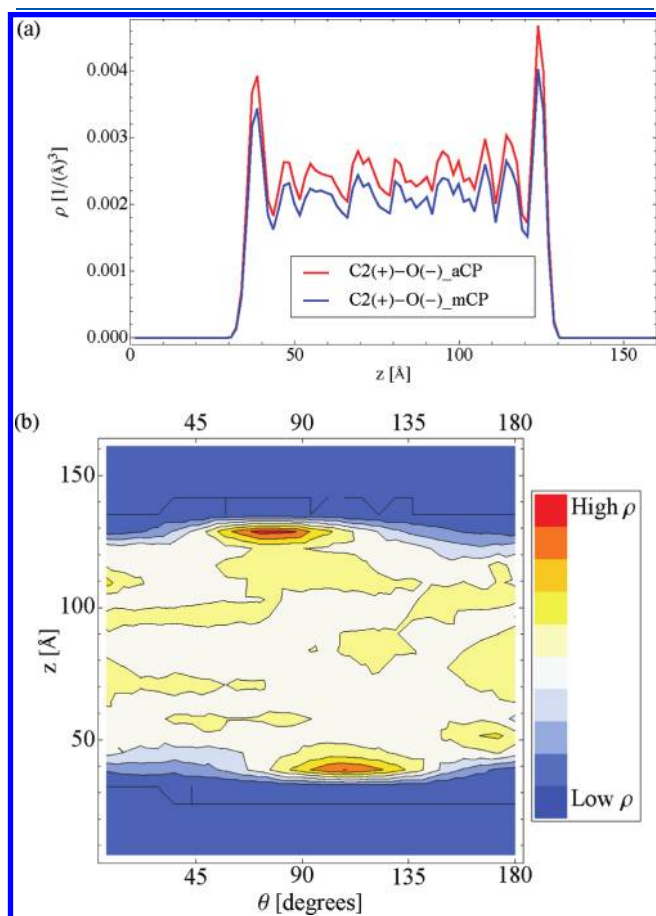 (a)
0.004
0.003
0.002
0.001
0.000
ρ [1/(Å)³]
C2(+)−O(−)_aCP
C2(+)−O(−)_mCP
0 50 100 150
z [Å]
(b)
45 90 135 180
150
100
50
z [Å]
High ρ
Low ρ
45 90 135 180
θ [degrees]